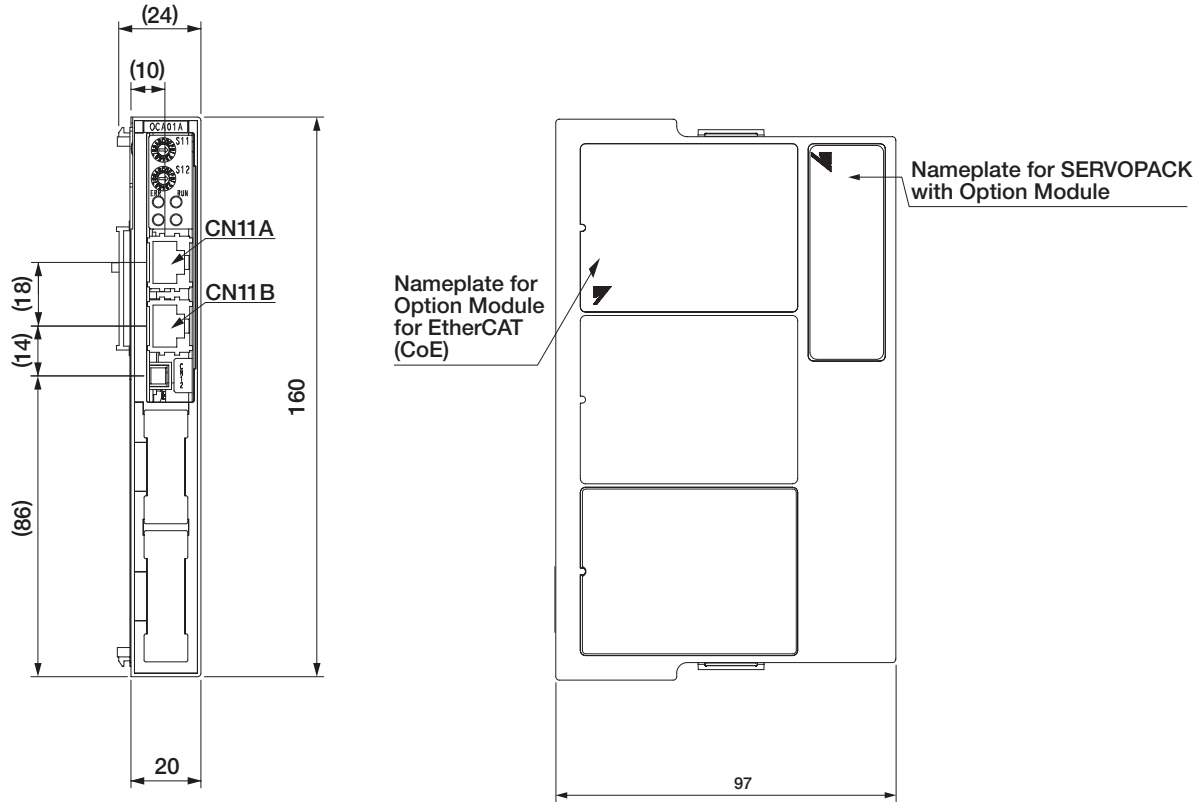 (24)
(10)
OCA01A
S11
S12
ERR RUN
CN11A
CN11B
CN12
(18)
(14)
(86)
160
20
Nameplate for
Option Module
for EtherCAT
(CoE)
Nameplate for SERVOPACK
with Option Module
97